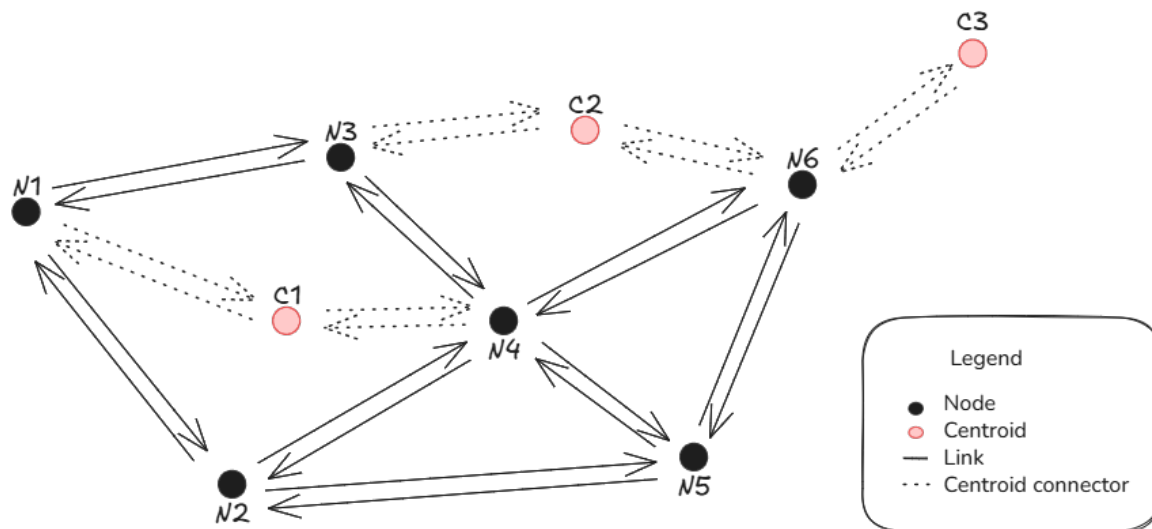 C3
C2
N3
N6
N1
C1
N4
N5
N2
Legend
Node
Centroid
Link
Centroid connector